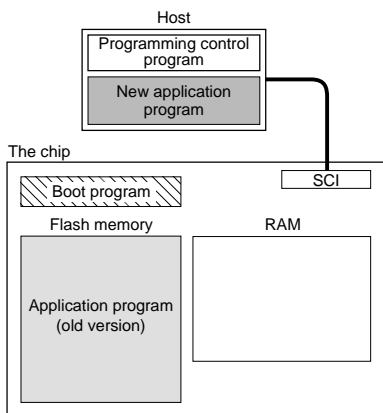 Host
Programming control
program
New application
program
The chip
SCI
Boot program
Flash memory
RAM
Application program
(old version)